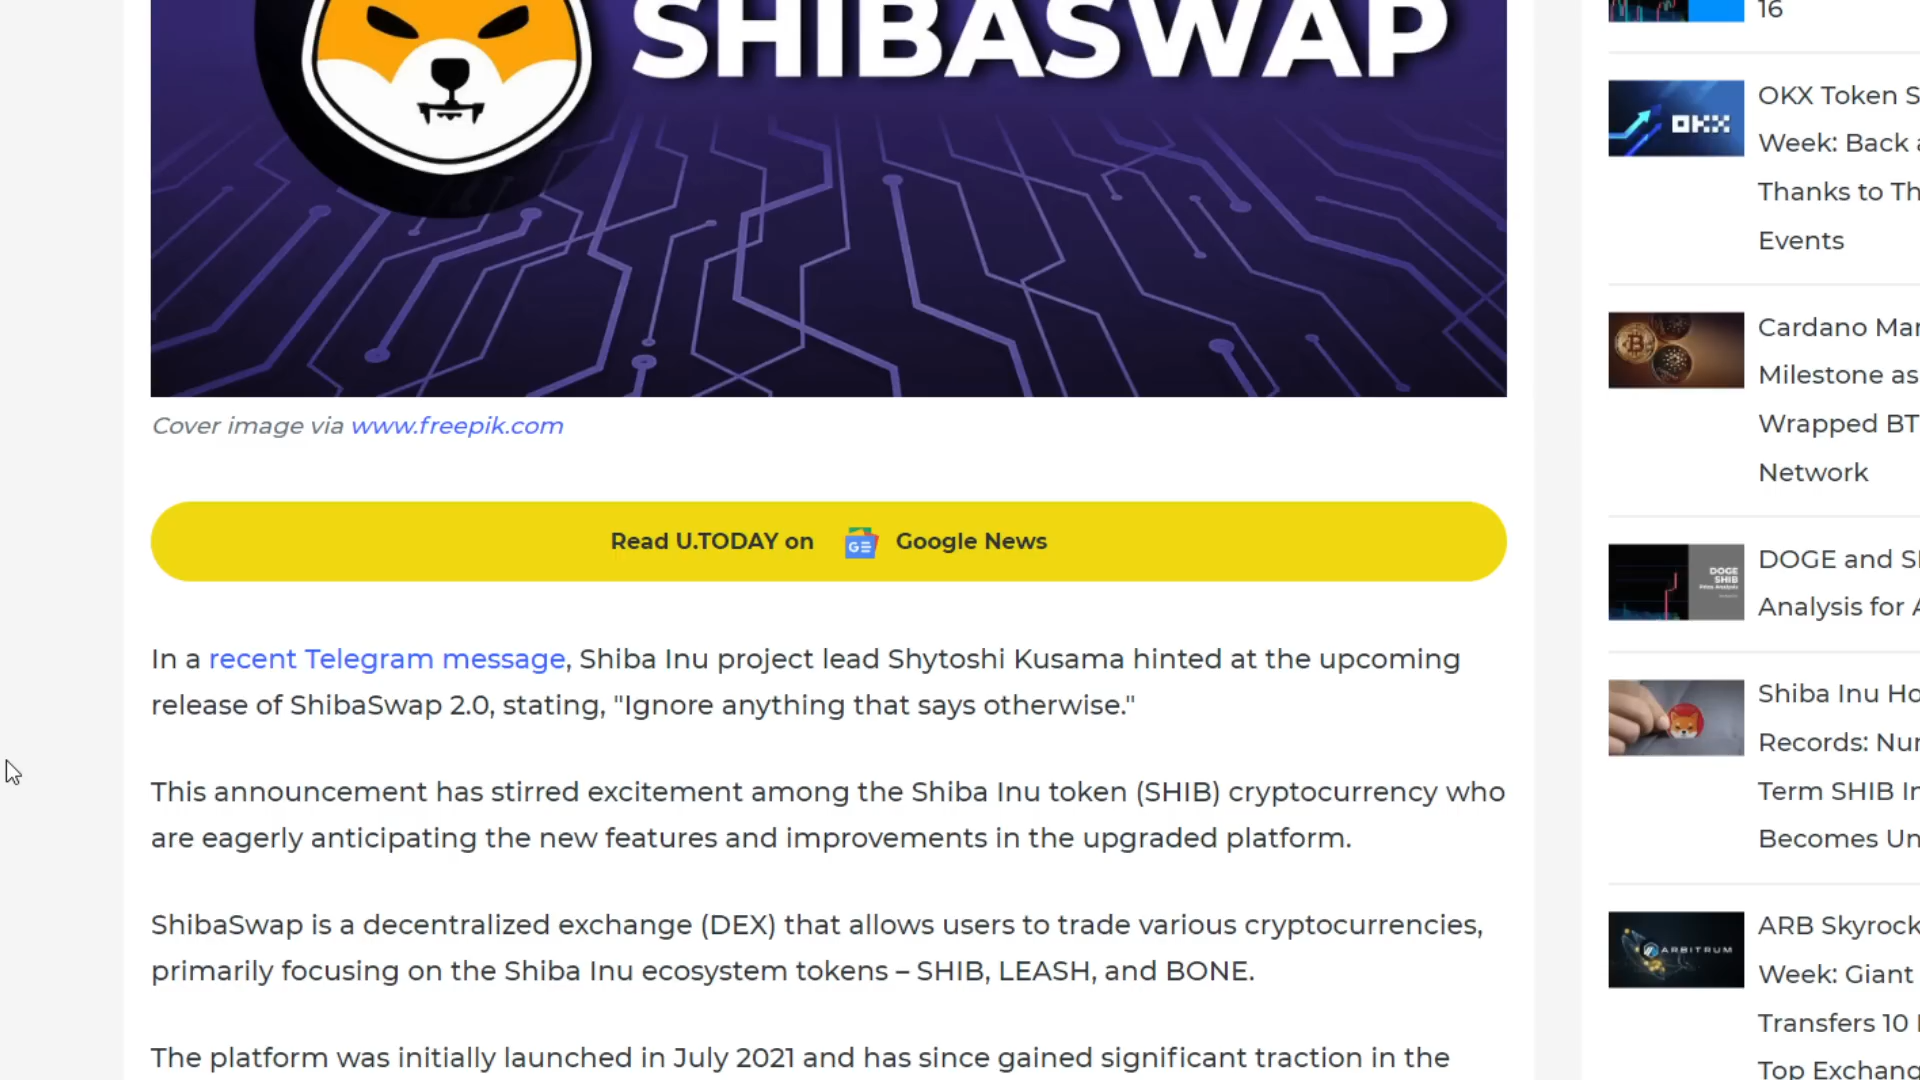 SHIBASWAP
Cover image via www.freepik.com
Read U.TODAY on GE Google News
In a recent Telegram message, Shiba Inu project lead Shytoshi Kusama hinted at the upcoming
release of ShibaSwap 2.0, stating, "Ignore anything that says otherwise."
This announcement has stirred excitement among the Shiba Inu token (SHIB) cryptocurrency who
are eagerly anticipating the new features and improvements in the upgraded platform.
ShibaSwap is a decentralized exchange (DEX) that allows users to trade various cryptocurrencies,
primarily focusing on the Shiba Inu ecosystem tokens – SHIB, LEASH, and BONE.
The platform was initially launched in July 2021 and has since gained significant traction in the
16
OKX
OKX Token S
Week: Back
Thanks to Th
Events
Cardano Mar
Milestone as
Wrapped BT
Network
DOGE
SHIB
DOGE and S
Analysis for A
Shiba Inu Ho
Records: Nu
Term SHIB In
Becomes Un
ARBITRUM
ARB Skyrock
Week: Giant
Transfers 10
Top Exchang